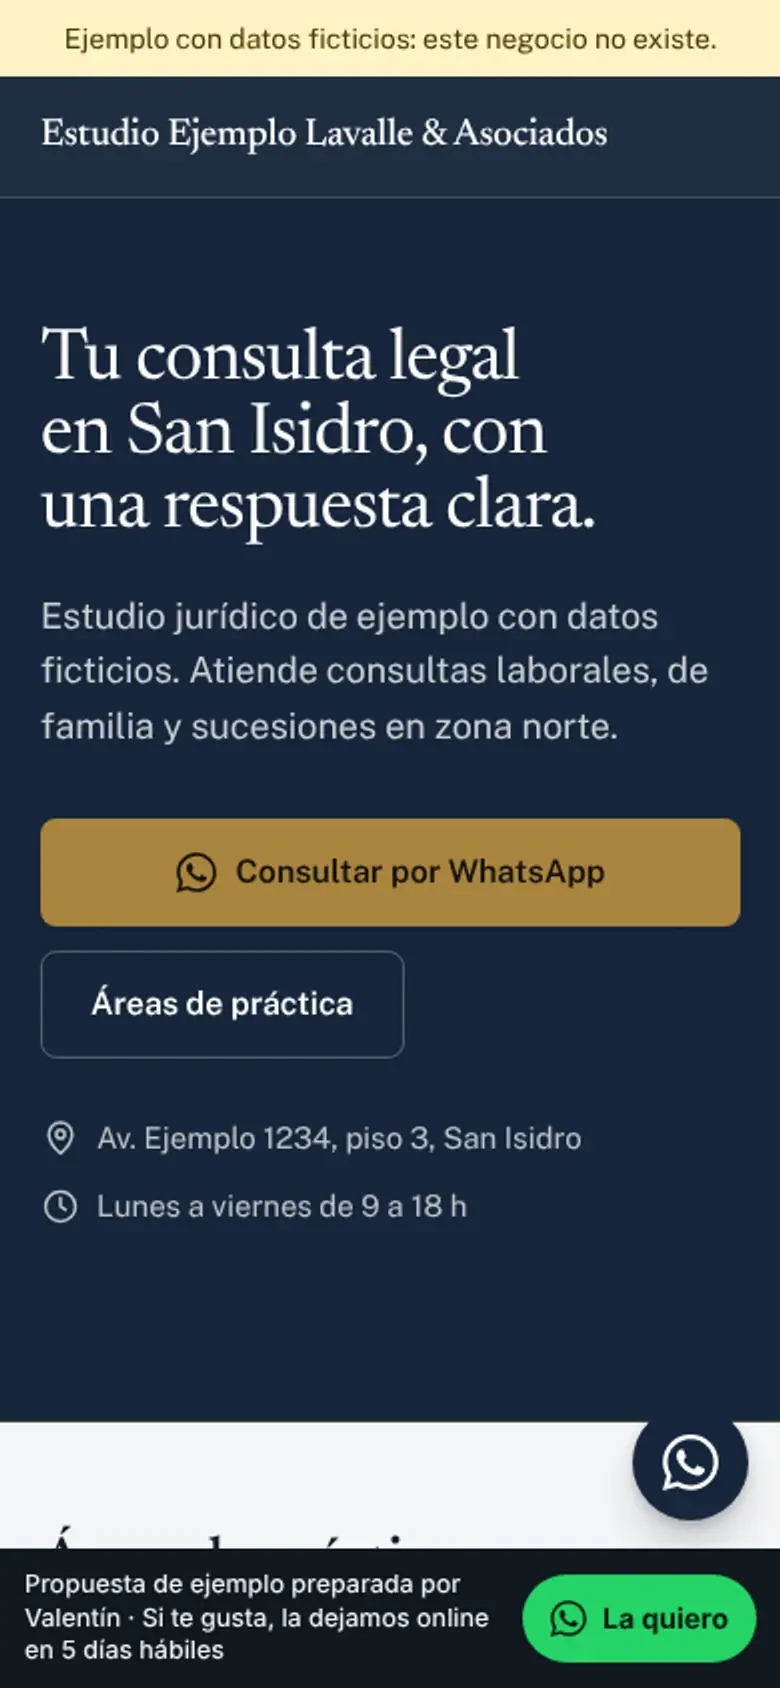 Ejemplo con datos ficticios: este negocio no existe.
Estudio Ejemplo Lavalle & Asociados
Tu consulta legal
en San Isidro, con
una respuesta clara.
Estudio jurídico de ejemplo con datos
ficticios. Atiende consultas laborales, de
familia y sucesiones en zona norte.
Consultar por WhatsApp
Áreas de práctica
Av. Ejemplo 1234, piso 3, San Isidro
Lunes a viernes de 9 a 18 h
Propuesta de ejemplo preparada por
Valentín · Si te gusta, la dejamos online
en 5 días hábiles
La quiero